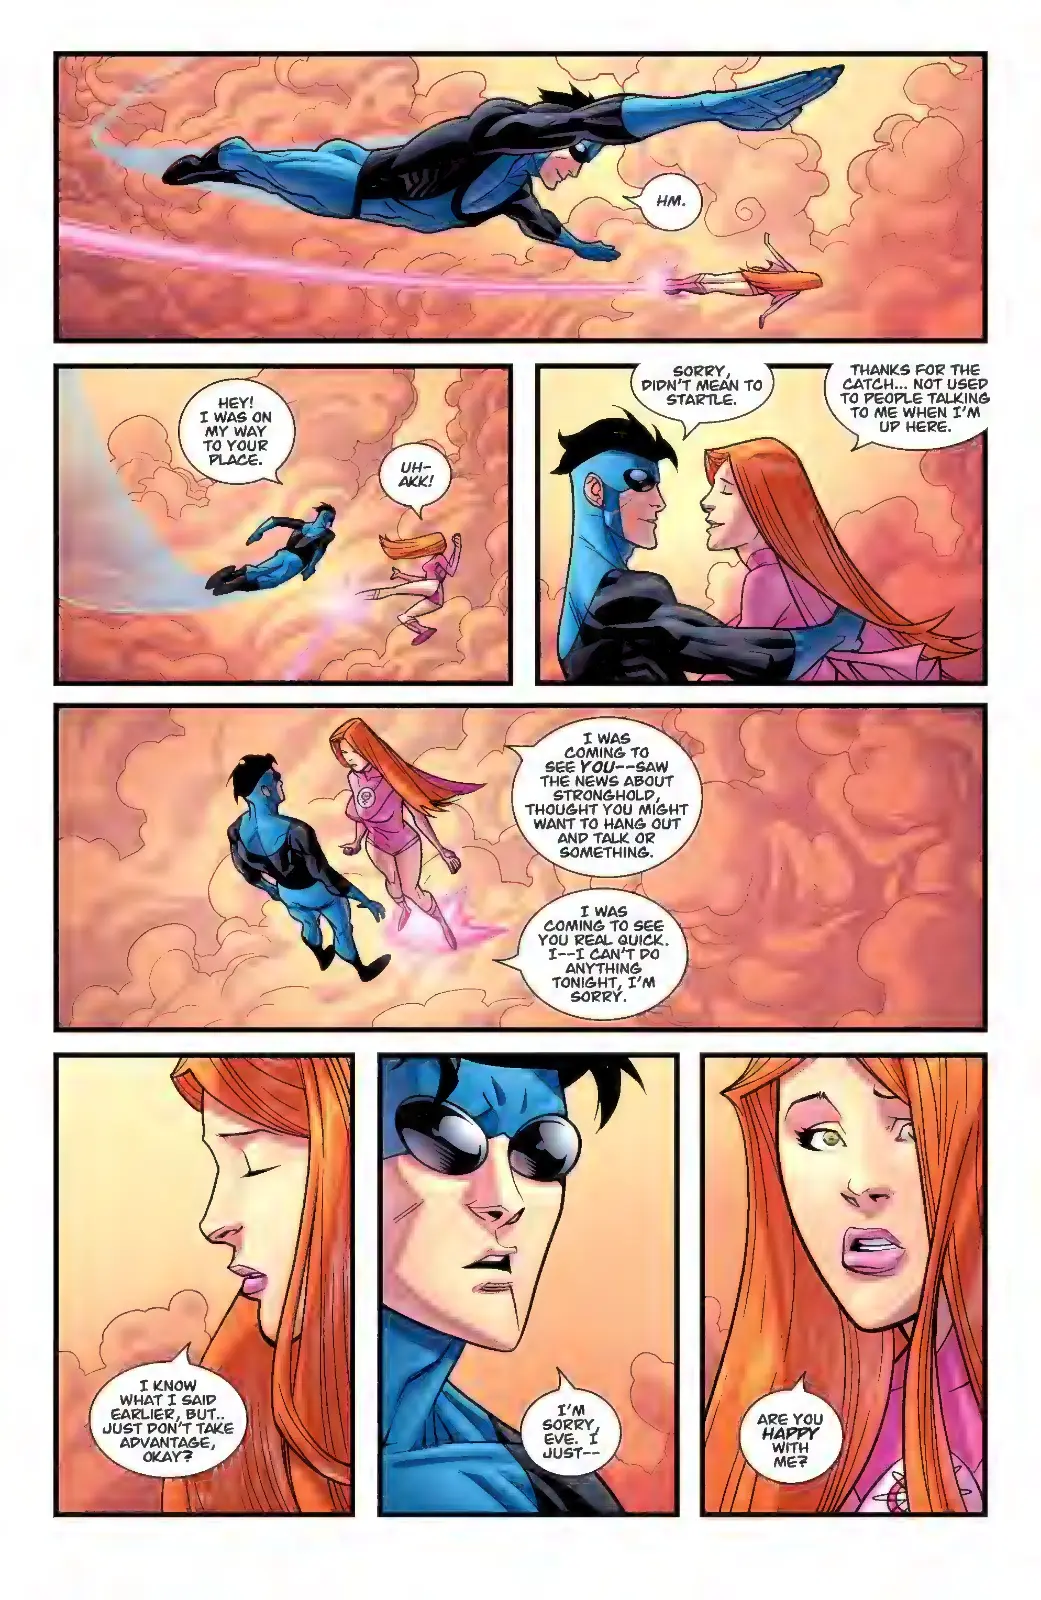 HM.
HEY!
I WAS ON
MY WAY
TO YOUR
PLACE.
UH-
AKK!
SORRY,
DIDN'T MEAN TO
STARTLE.
THANKS FOR THE
CATCH... NOT USED
TO PEOPLE TALKING
TO ME WHEN I'M
UP HERE.
I WAS
COMING TO
SEE YOU--SAW
THE NEWS ABOUT
STRONGHOLD,
THOUGHT YOU MIGHT
WANT TO HANG OUT
AND TALK OR
SOMETHING.
I WAS
COMING TO SEE
YOU REAL QUICK.
I--I CAN'T DO
ANYTHING
TONIGHT, I'M
SORRY.
I KNOW
WHAT I SAID
EARLIER, BUT..
JUST DON'T TAKE
ADVANTAGE,
OKAY?
I'M
SORRY,
EVE. I
JUST--
ARE YOU
HAPPY
WITH
ME?